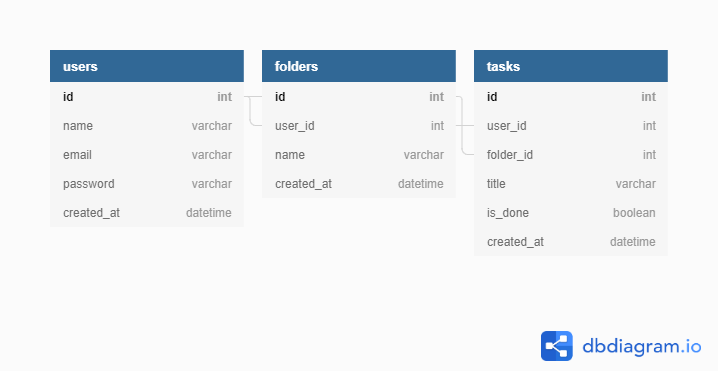 users
id int
name varchar
email varchar
password varchar
created_at datetime
folders
id int
user_id int
name varchar
created_at datetime
tasks
id int
user_id int
folder_id int
title varchar
is_done boolean
created_at datetime
dbdiagram.io